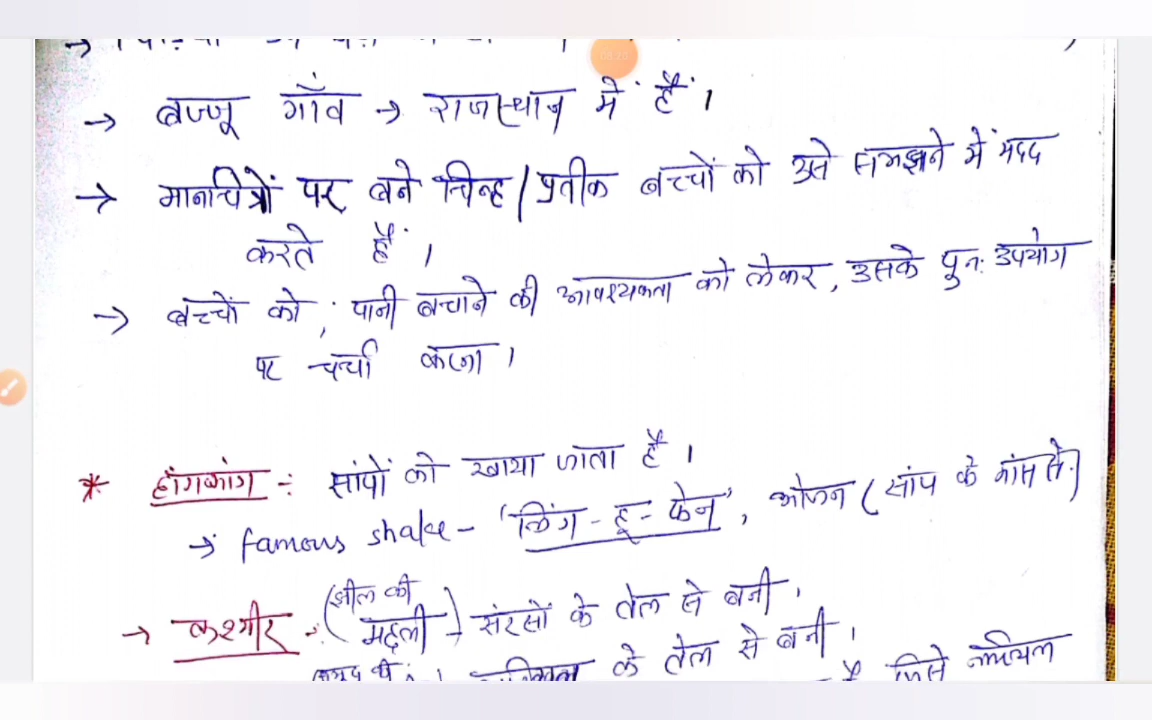 → बज्जू गाँव → राजस्थान में है।
→ मानचित्रों पर बने चिन्ह / प्रतीक बच्चों को उसे समझने में मदद
करते हैं।
→ बच्चों को, पानी बचाने की आवश्यकता को लेकर, उसके पुनः उपयोग
पर चर्चा करना।
* हांगकांग :- सांपों को खाया जाता है।
→ famous shake - 'लिंग - हू - फेन', भोजन (सांप के मांस से)
→ कश्मीर :- (झील की मछली) - सरसों के तेल से बनी,
के तेल से बनी।
है जिसे